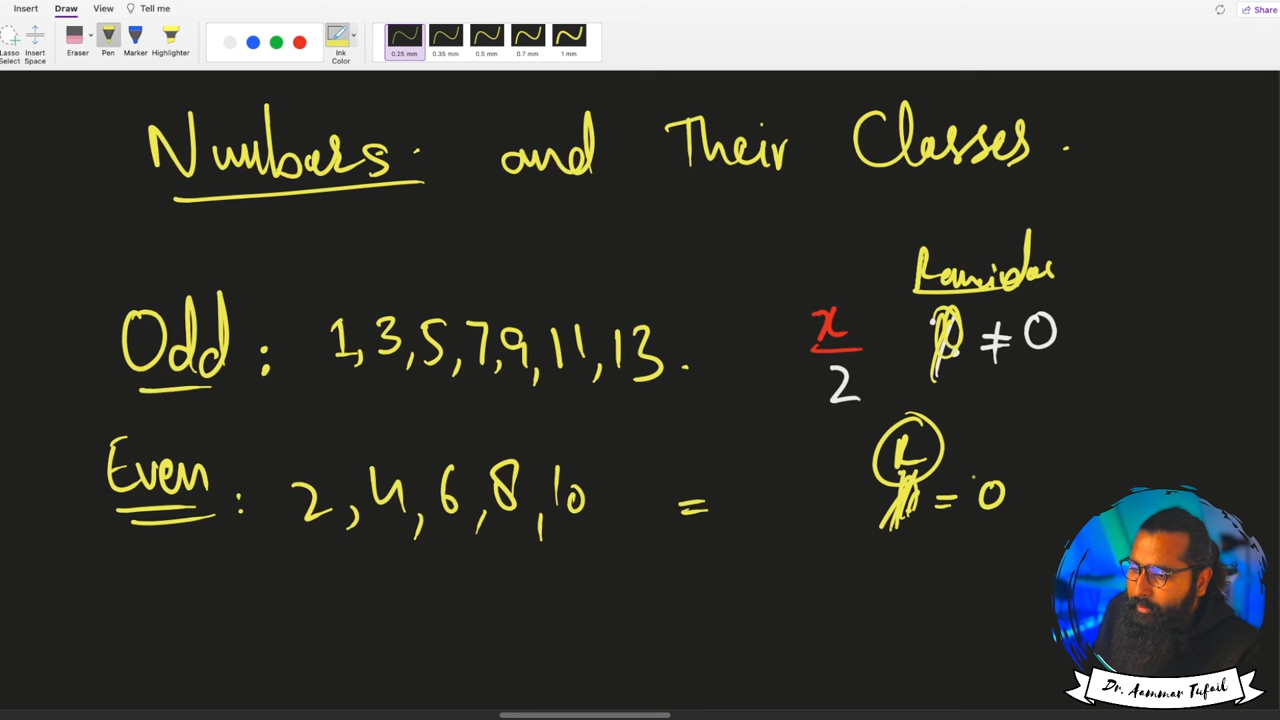 Insert Draw View Tell me
Share
Lasso Select
Insert Space
Eraser
Pen
Marker
Highlighter
Ink Color
0.25 mm
0.35 mm
0.5 mm
0.7 mm
1 mm
Numbers. and Their Classes.
Odd : 1,3,5,7,9,11,13.
x
2
≠ 0
Even : 2,4,6,8,10 =
R
= 0
Dr. Aammar Tufail